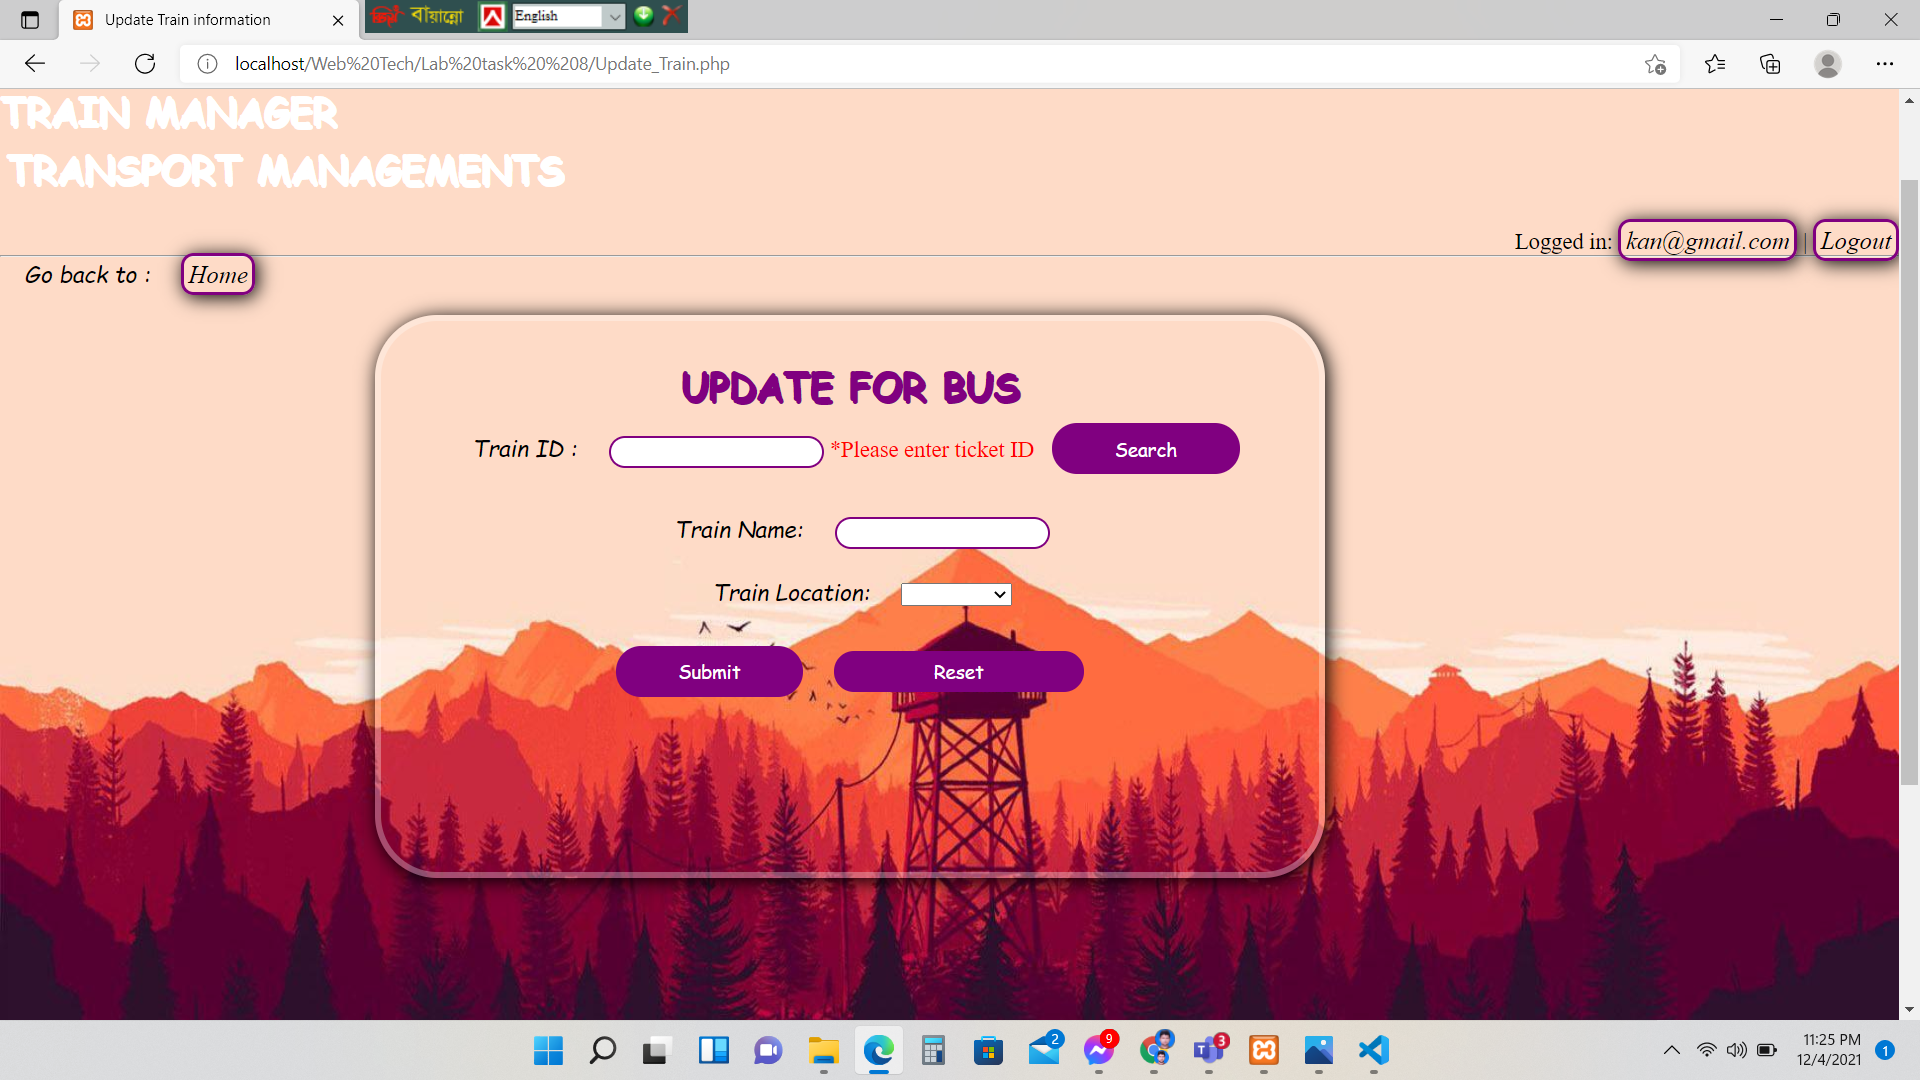 Update Train information
জিত বায়ান্নো English
localhost/Web%20Tech/Lab%20task%20%208/Update_Train.php
TRAIN MANAGER
TRANSPORT MANAGEMENTS
Logged in: kan@gmail.com | Logout
Go back to : Home
UPDATE FOR BUS
Train ID : *Please enter ticket ID Search
Train Name:
Train Location:
Submit Reset
2
9
3
11:25 PM
12/4/2021
1